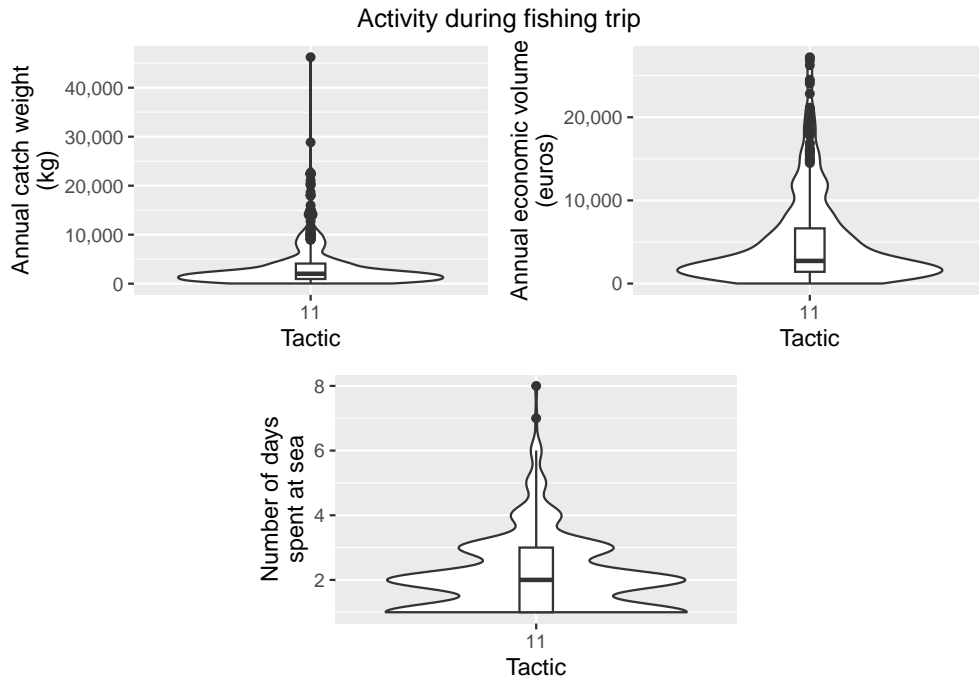 Activity during fishing trip
Annual catch weight
(kg)
40,000
30,000
20,000
10,000
0
11
Tactic
Annual economic volume
(euros)
20,000
10,000
0
11
Tactic
Number of days
spent at sea
8
6
4
2
11
Tactic